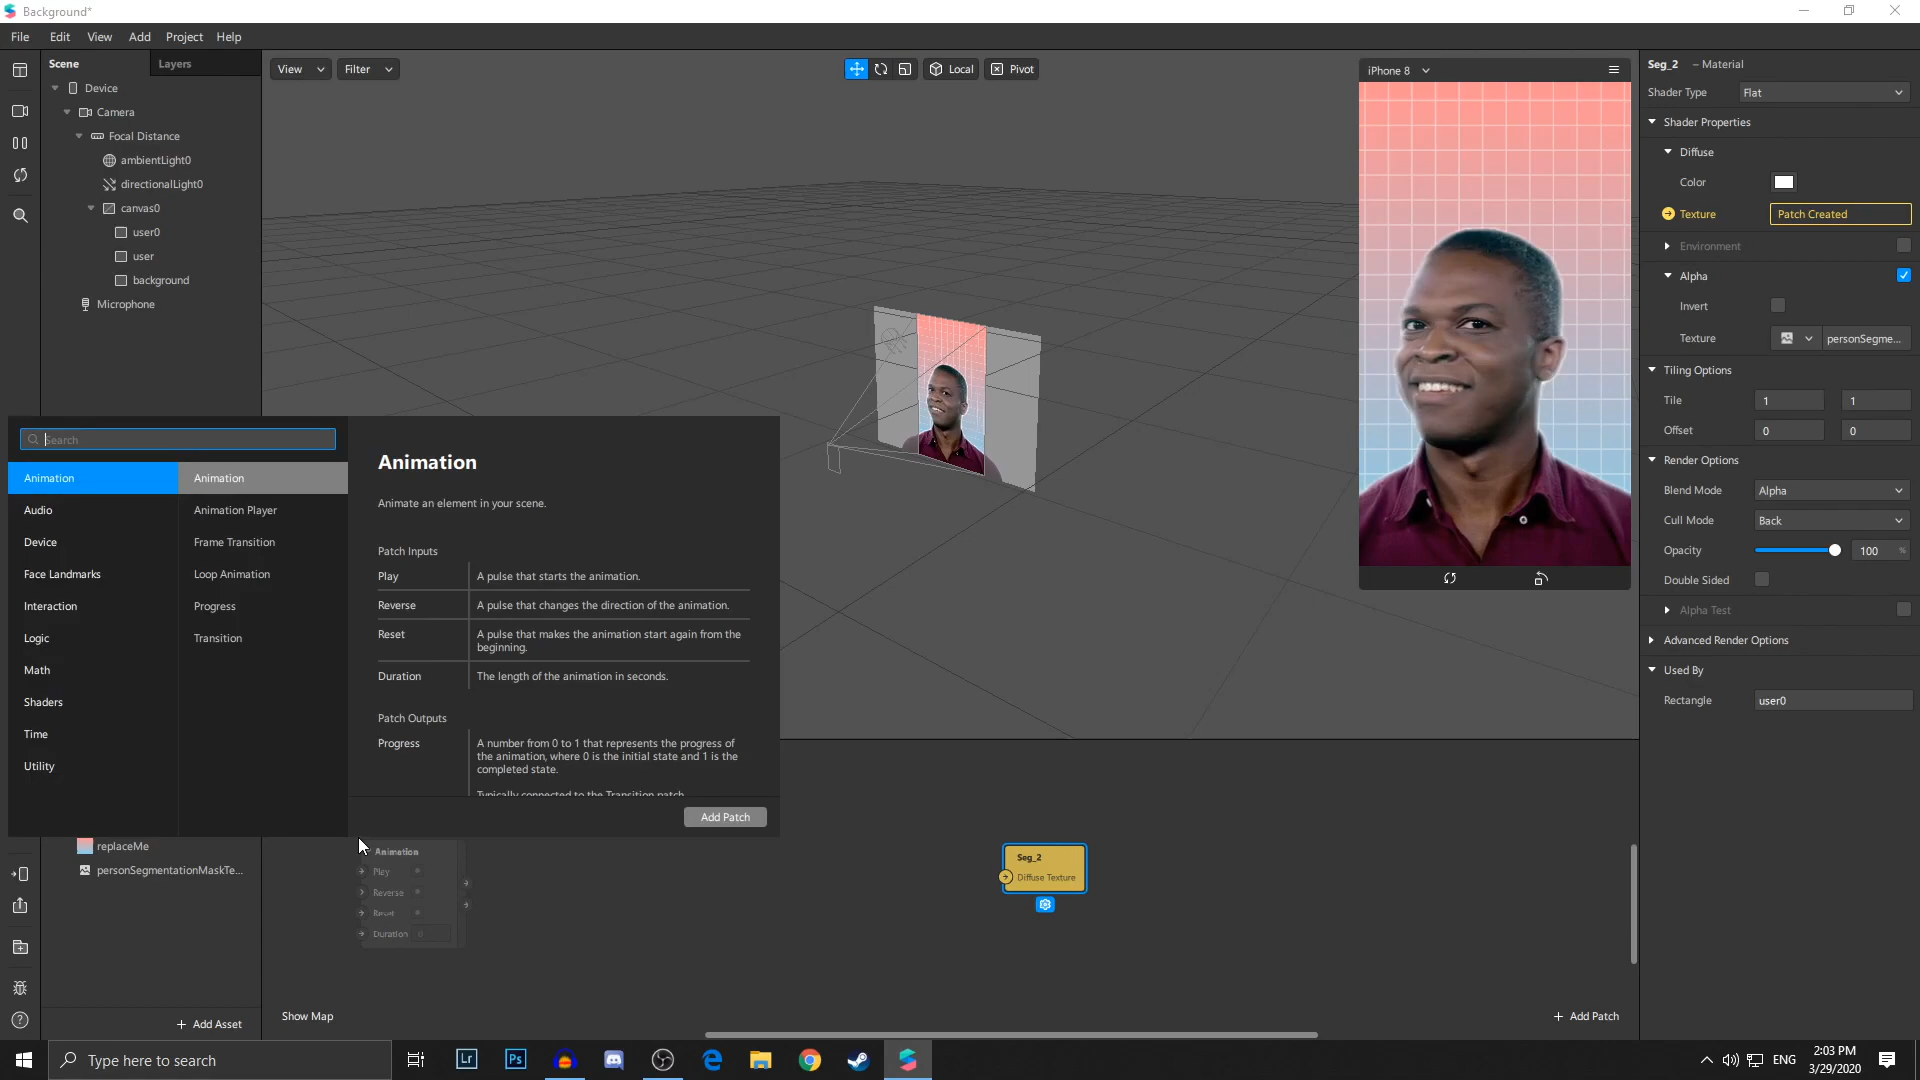 Background*
File Edit View Add Project Help
Scene Layers
Device
Camera
Focal Distance
ambientLight0
directionalLight0
canvas0
user0
user
background
Microphone
View Filter Local Pivot
iPhone 8
Seg_2 – Material
Shader Type Flat
Shader Properties
Diffuse
Color
Texture Patch Created
Environment
Alpha
Invert
Texture personSegme...
Tiling Options
Tile 1 1
Offset 0 0
Render Options
Blend Mode Alpha
Cull Mode Back
Opacity 100 %
Double Sided
Alpha Test
Advanced Render Options
Used By
Rectangle user0
Search
Animation
Audio
Device
Face Landmarks
Interaction
Logic
Math
Shaders
Time
Utility
Animation
Animation Player
Frame Transition
Loop Animation
Progress
Transition
Animation
Animate an element in your scene.
Patch Inputs
Play A pulse that starts the animation.
Reverse A pulse that changes the direction of the animation.
Reset A pulse that makes the animation start again from the
beginning.
Duration The length of the animation in seconds.
Patch Outputs
Progress A number from 0 to 1 that represents the progress of
the animation, where 0 is the initial state and 1 is the
completed state.
Typically connected to the Transition patch
Add Patch
replaceMe
personSegmentationMaskTe...
Add Asset
Animation
Play
Reverse
Reset
Duration 0
Seg_2
Diffuse Texture
Show Map
Add Patch
Type here to search
Lr Ps
ENG
2:03 PM
3/29/2020